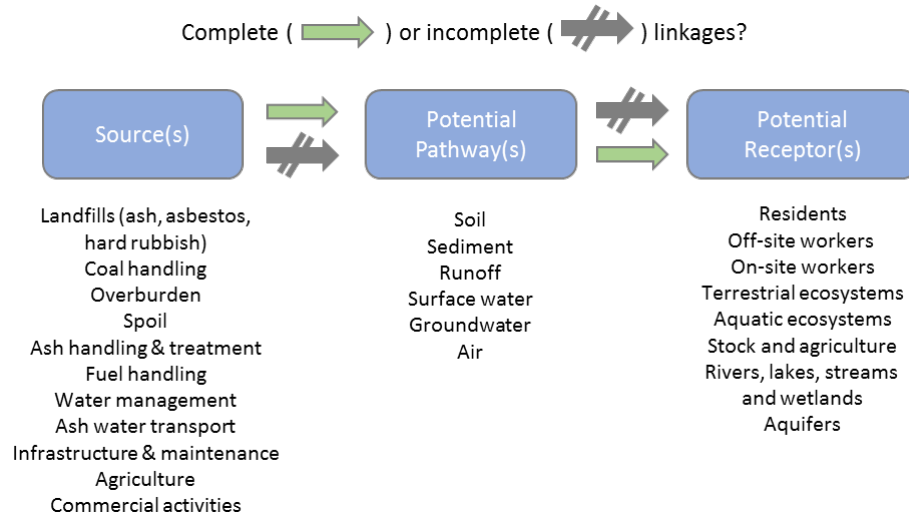 Complete ( ) or incomplete ( ) linkages?
Source(s)
Potential
Pathway(s)
Potential
Receptor(s)
Landfills (ash, asbestos,
hard rubbish)
Coal handling
Overburden
Spoil
Ash handling & treatment
Fuel handling
Water management
Ash water transport
Infrastructure & maintenance
Agriculture
Commercial activities
Soil
Sediment
Runoff
Surface water
Groundwater
Air
Residents
Off-site workers
On-site workers
Terrestrial ecosystems
Aquatic ecosystems
Stock and agriculture
Rivers, lakes, streams
and wetlands
Aquifers